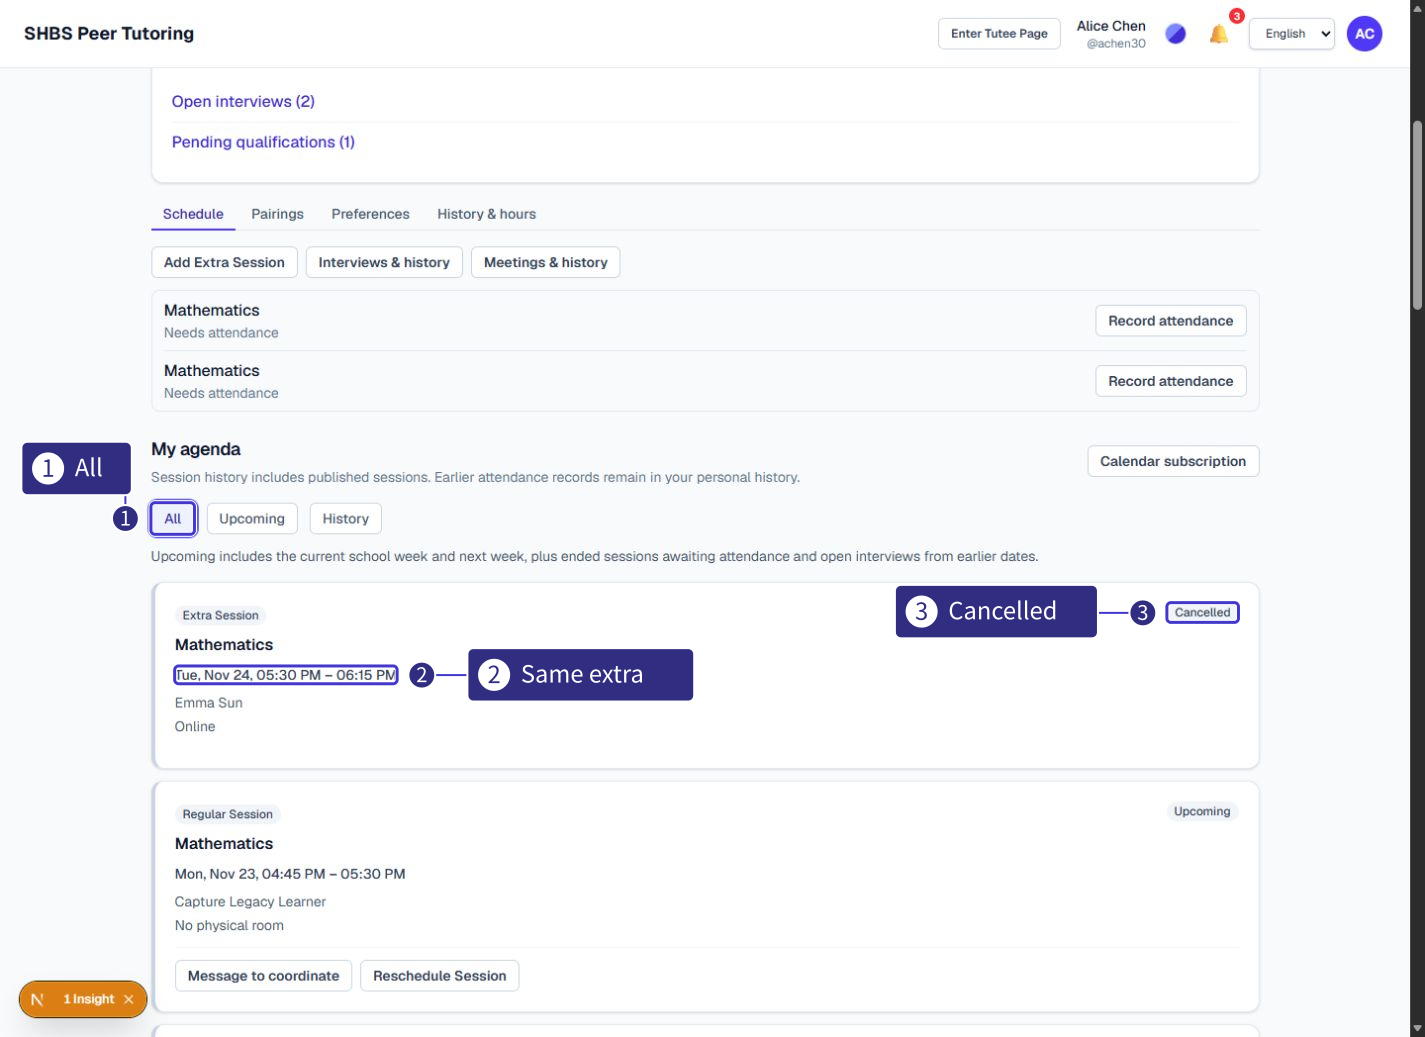 SHBS Peer Tutoring
Enter Tutee Page
Alice Chen
@achen30
3
English
AC
Open interviews (2)
Pending qualifications (1)
Schedule
Pairings
Preferences
History & hours
Add Extra Session
Interviews & history
Meetings & history
Mathematics
Needs attendance
Record attendance
Mathematics
Needs attendance
Record attendance
1 All
My agenda
Session history includes published sessions. Earlier attendance records remain in your personal history.
Calendar subscription
1
All
Upcoming
History
Upcoming includes the current school week and next week, plus ended sessions awaiting attendance and open interviews from earlier dates.
Extra Session
3 Cancelled
3
Cancelled
Mathematics
Tue, Nov 24, 05:30 PM – 06:15 PM
2
2 Same extra
Emma Sun
Online
Regular Session
Upcoming
Mathematics
Mon, Nov 23, 04:45 PM – 05:30 PM
Capture Legacy Learner
No physical room
Message to coordinate
Reschedule Session
N 1 Insight ×